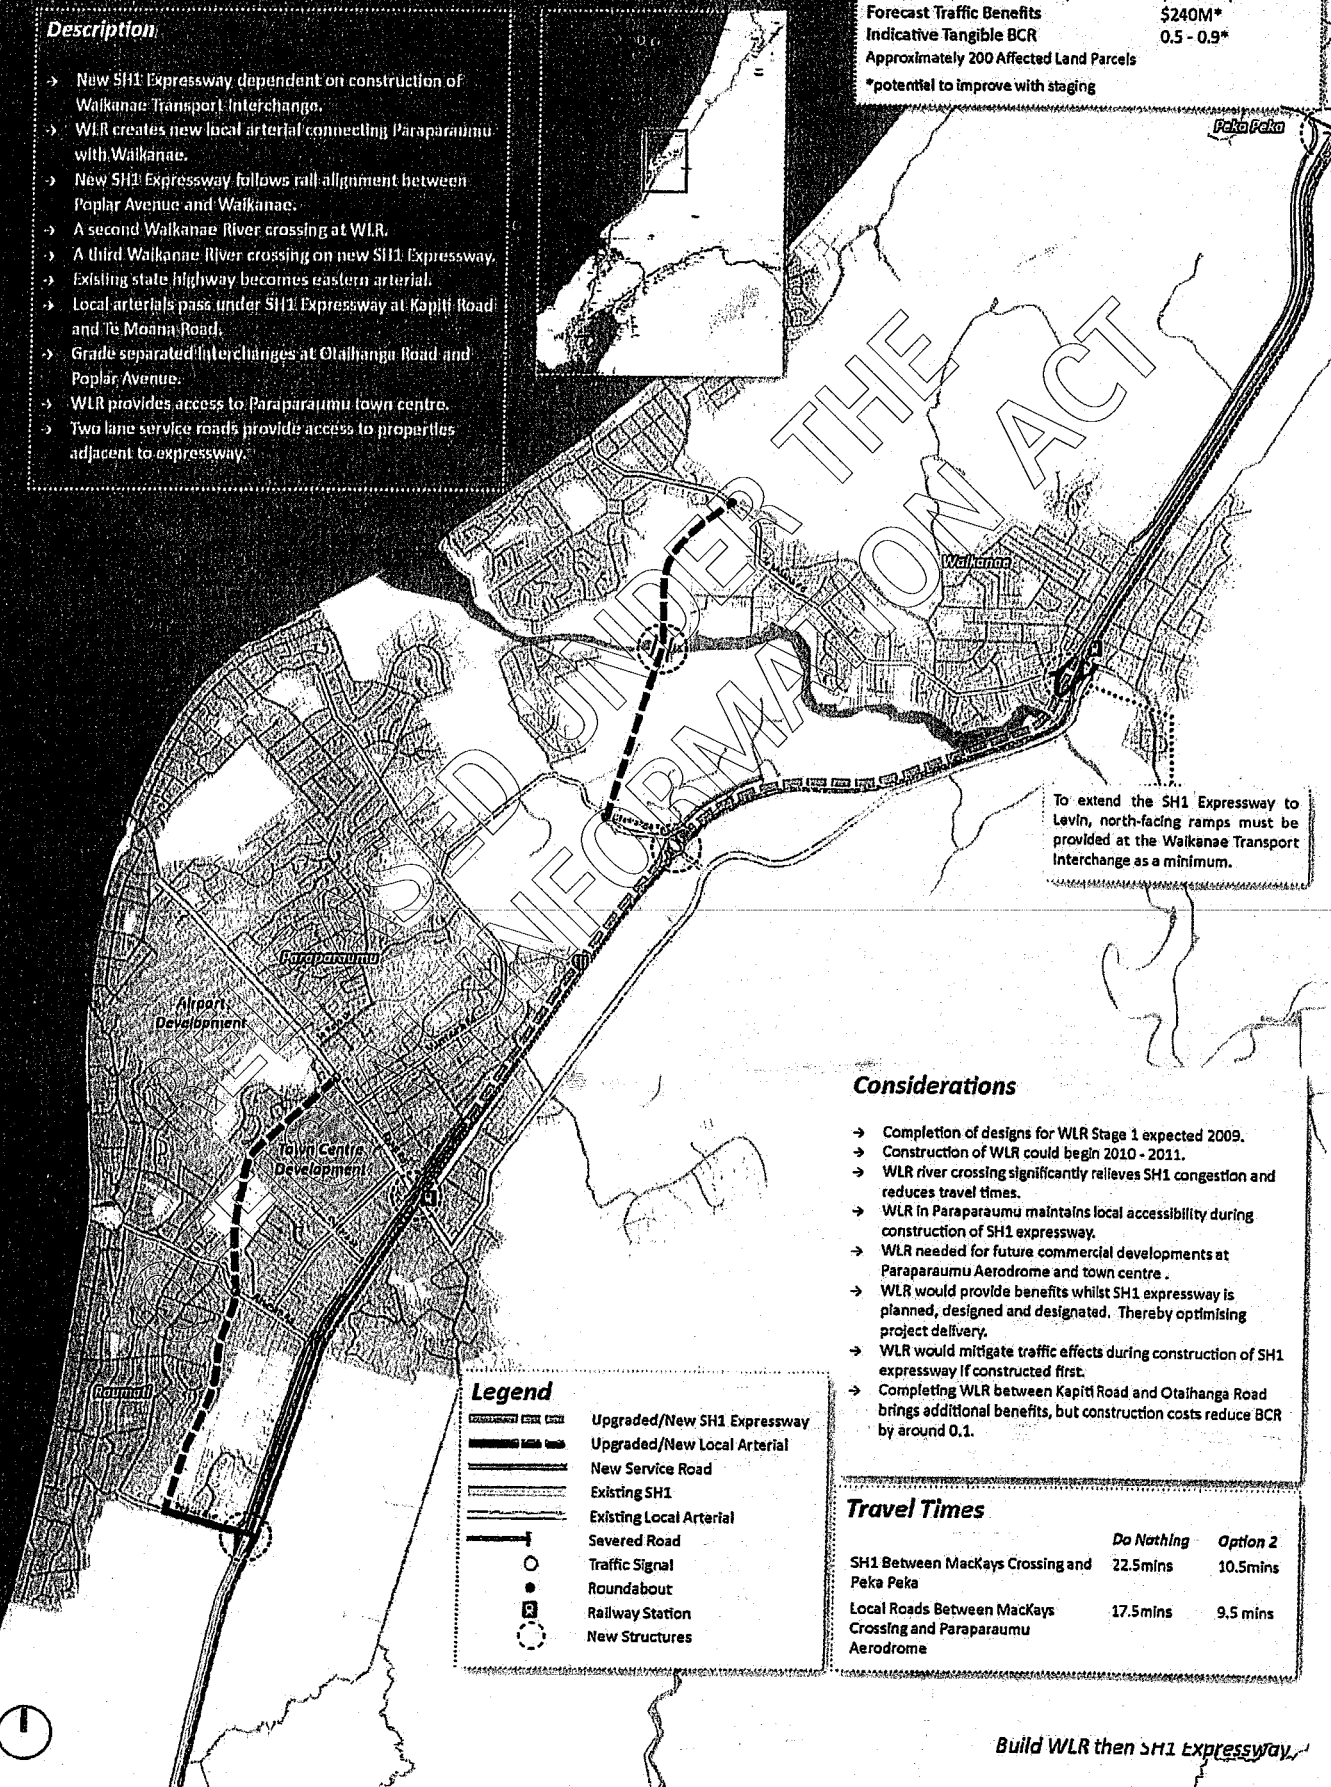 Description
→ New SH1 Expressway dependent on construction of
Waikanae Transport Interchange.
→ WLR creates new local arterial connecting Paraparaumu
with Waikanae.
→ New SH1 Expressway follows rail alignment between
Poplar Avenue and Waikanae.
→ A second Waikanae River crossing at WLR.
→ A third Waikanae River crossing on new SH1 Expressway.
→ Existing state highway becomes eastern arterial.
→ Local arterials pass under SH1 Expressway at Kapiti Road
and Te Moana Road.
→ Grade separated interchanges at Otaihanga Road and
Poplar Avenue.
→ WLR provides access to Paraparaumu town centre.
→ Two lane service roads provide access to properties
adjacent to expressway.
Forecast Traffic Benefits $240M*
Indicative Tangible BCR 0.5 - 0.9*
Approximately 200 Affected Land Parcels
*potential to improve with staging
Peka Peka
SED UNDER THE
INFORMATION ACT
Waikanae
To extend the SH1 Expressway to
Levin, north-facing ramps must be
provided at the Waikanae Transport
Interchange as a minimum.
Paraparaumu
Airport
Development
Town Centre
Development
Raumati
Considerations
→ Completion of designs for WLR Stage 1 expected 2009.
→ Construction of WLR could begin 2010 - 2011.
→ WLR river crossing significantly relieves SH1 congestion and
reduces travel times.
→ WLR in Paraparaumu maintains local accessibility during
construction of SH1 expressway.
→ WLR needed for future commercial developments at
Paraparaumu Aerodrome and town centre .
→ WLR would provide benefits whilst SH1 expressway is
planned, designed and designated. Thereby optimising
project delivery.
→ WLR would mitigate traffic effects during construction of SH1
expressway if constructed first.
→ Completing WLR between Kapiti Road and Otaihanga Road
brings additional benefits, but construction costs reduce BCR
by around 0.1.
Legend
Upgraded/New SH1 Expressway
Upgraded/New Local Arterial
New Service Road
Existing SH1
Existing Local Arterial
Severed Road
Traffic Signal
Roundabout
Railway Station
New Structures
Travel Times
Do Nothing Option 2
SH1 Between MacKays Crossing and 22.5mins 10.5mins
Peka Peka
Local Roads Between MacKays 17.5mins 9.5 mins
Crossing and Paraparaumu
Aerodrome
Build WLR then SH1 Expressway